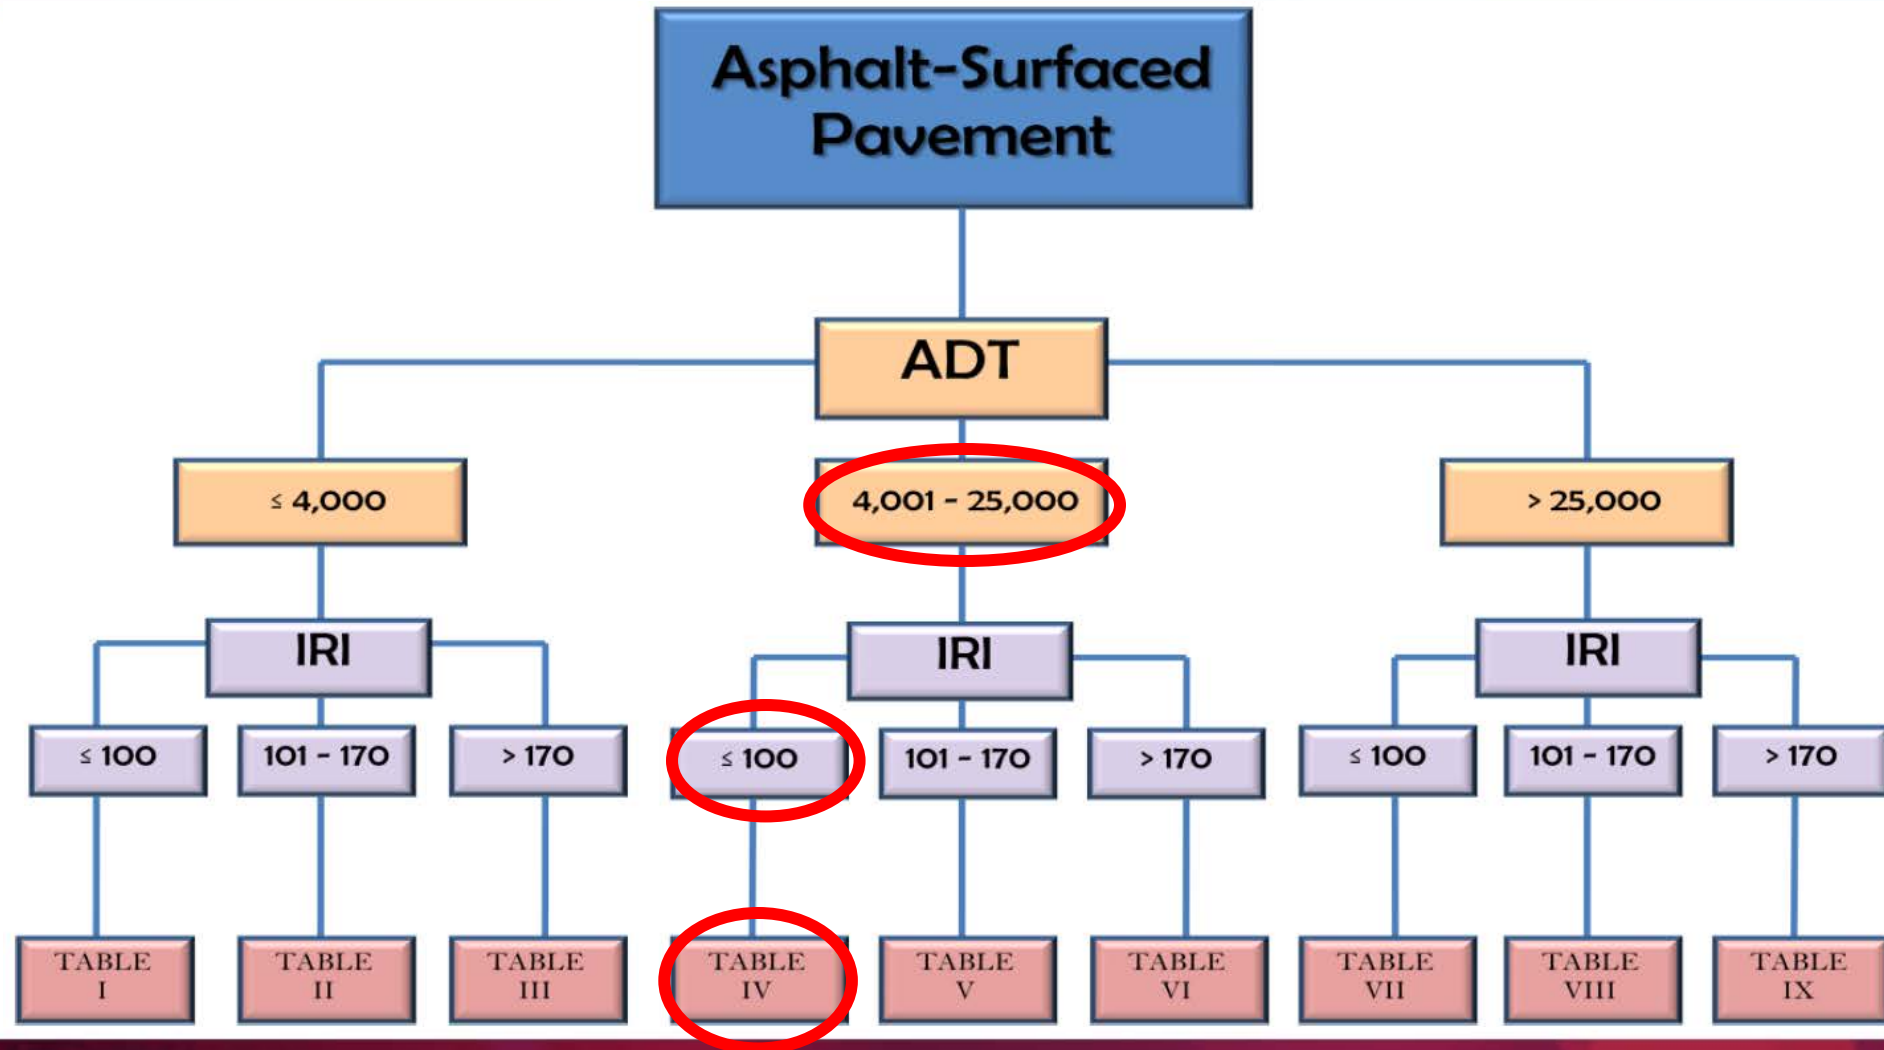 Asphalt-Surfaced
Pavement
ADT
≤ 4,000
4,001 - 25,000
> 25,000
IRI
IRI
IRI
≤ 100
101 - 170
> 170
≤ 100
101 - 170
> 170
≤ 100
101 - 170
> 170
TABLE
I
TABLE
II
TABLE
III
TABLE
IV
TABLE
V
TABLE
VI
TABLE
VII
TABLE
VIII
TABLE
IX